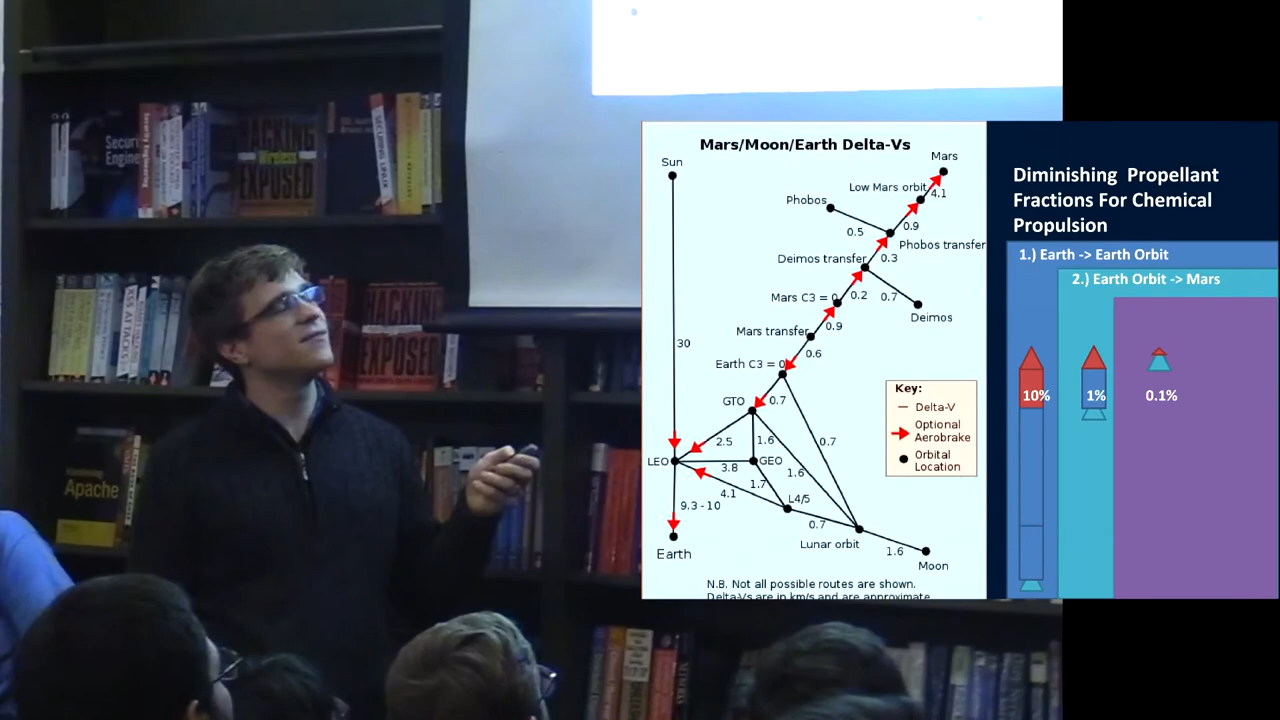 Securi
Engine
HACKING
Wireless
EXPOSED
HACKING
EXPOSED
Apache
Mars/Moon/Earth Delta-Vs
Sun
Mars
Low Mars orbit
4.1
Phobos
0.9
0.5
Phobos transfer
Deimos transfer
0.3
Mars C3 = 0
0.2
0.7
Deimos
Mars transfer
0.9
30
0.6
Earth C3 = 0
GTO
0.7
Key:
Delta-V
Optional
Aerobrake
Orbital
Location
2.5
1.6
0.7
LEO
3.8
GEO
1.6
4.1
1.7
L4/5
9.3 - 10
0.7
Lunar orbit
Earth
1.6
Moon
N.B. Not all possible routes are shown.
Delta-Vs are in km/s and are approximate
Diminishing Propellant
Fractions For Chemical
Propulsion
1.) Earth -> Earth Orbit
2.) Earth Orbit -> Mars
10%
1%
0.1%